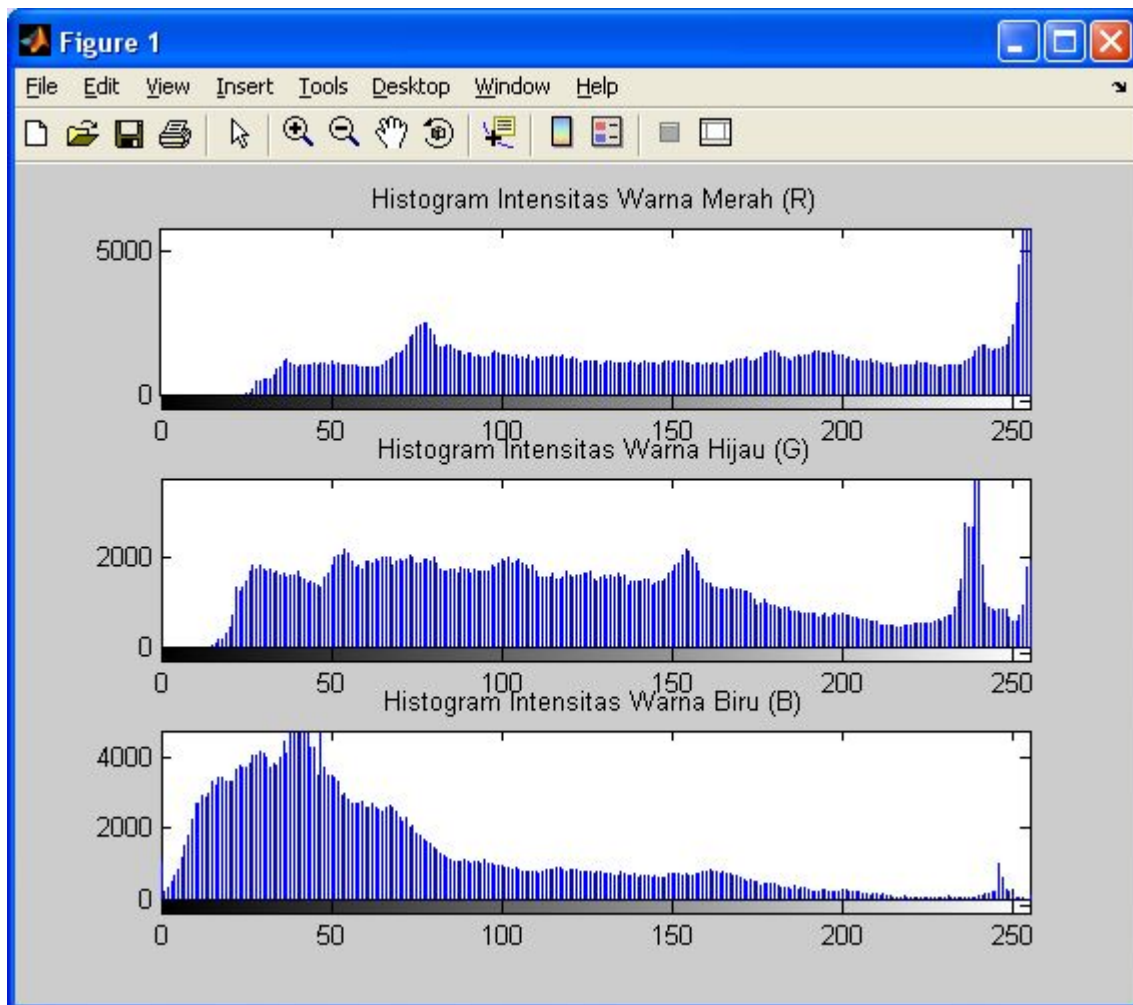 Figure 1
File Edit View Insert Tools Desktop Window Help
Histogram Intensitas Warna Merah (R)
5000
0
0 50 100 150 200 250
Histogram Intensitas Warna Hijau (G)
2000
0
0 50 100 150 200 250
Histogram Intensitas Warna Biru (B)
4000
2000
0
0 50 100 150 200 250